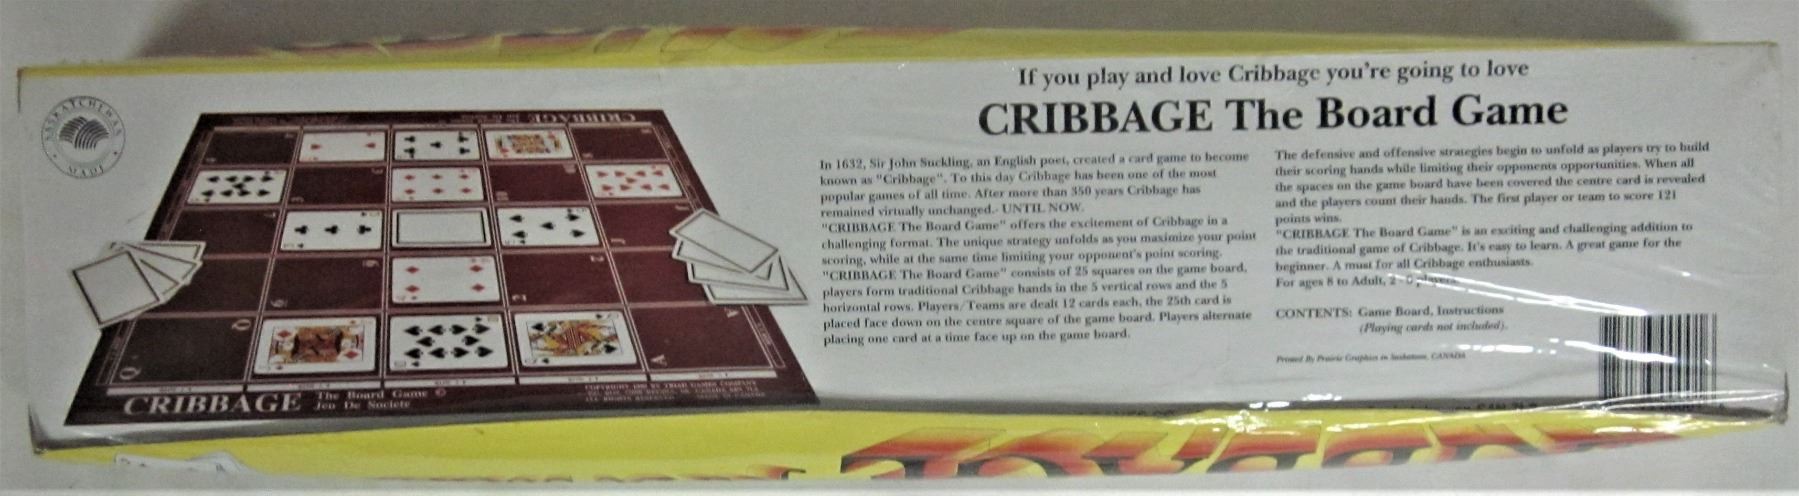 SASKATCHEWAN
MADE
If you play and love Cribbage you're going to love
CRIBBAGE The Board Game
In 1632, Sir John Suckling, an English poet, created a card game to become
known as "Cribbage". To this day Cribbage has been one of the most
popular games of all time. After more than 350 years Cribbage has
remained virtually unchanged.- UNTIL NOW.
"CRIBBAGE The Board Game" offers the excitement of Cribbage in a
challenging format. The unique strategy unfolds as you maximize your point
scoring, while at the same time limiting your opponent's point scoring.
"CRIBBAGE The Board Game" consists of 25 squares on the game board,
players form traditional Cribbage hands in the 5 vertical rows and the 5
horizontal rows. Players/Teams are dealt 12 cards each, the 25th card is
placed face down on the centre square of the game board. Players alternate
placing one card at a time face up on the game board.
The defensive and offensive strategies begin to unfold as players try to build
their scoring hands while limiting their opponents opportunities. When all
the spaces on the game board have been covered the centre card is revealed
and the players count their hands. The first player or team to score 121
points wins.
"CRIBBAGE The Board Game" is an exciting and challenging addition to
the traditional game of Cribbage. It's easy to learn. A great game for the
beginner. A must for all Cribbage enthusiasts.
For ages 8 to Adult, 2 - players
CONTENTS: Game Board, Instructions
(Playing cards not included).
Printed By Prairie Graphics in Saskatoon, CANADA
CRIBBAGE
The Board Game ©
Jeu De Societe